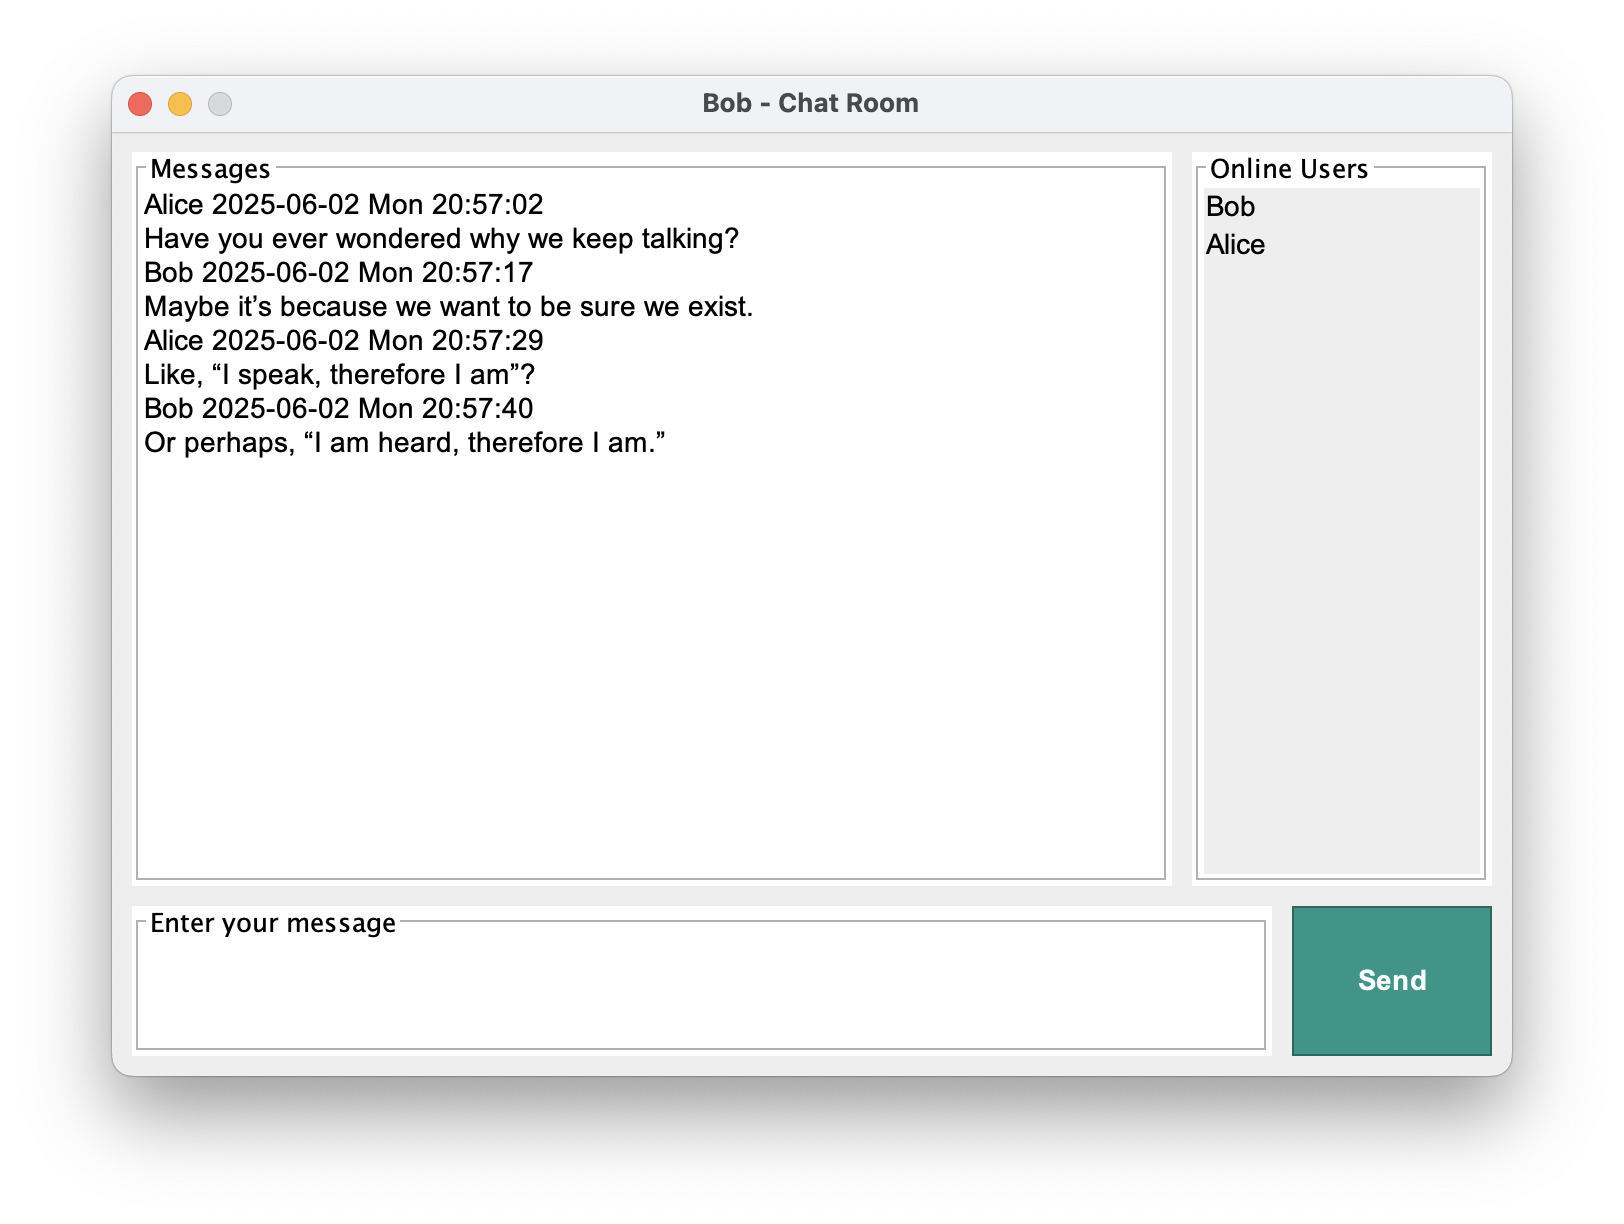 Bob - Chat Room
Messages
Alice 2025-06-02 Mon 20:57:02
Have you ever wondered why we keep talking?
Bob 2025-06-02 Mon 20:57:17
Maybe it’s because we want to be sure we exist.
Alice 2025-06-02 Mon 20:57:29
Like, “I speak, therefore I am”?
Bob 2025-06-02 Mon 20:57:40
Or perhaps, “I am heard, therefore I am.”
Online Users
Bob
Alice
Enter your message
Send